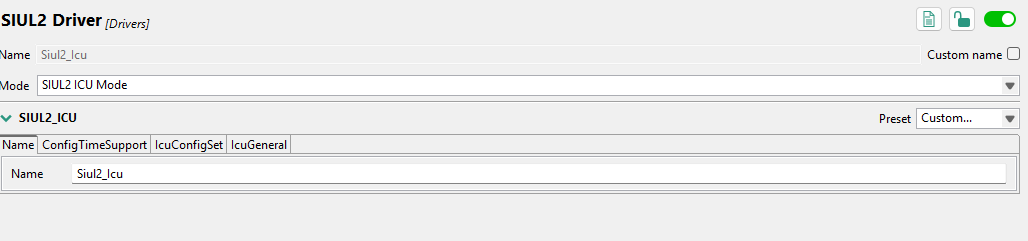 SIUL2 Driver [Drivers]
Name Siul2_Icu Custom name
Mode SIUL2 ICU Mode
SIUL2_ICU Preset Custom...
Name ConfigTimeSupport IcuConfigSet IcuGeneral
Name Siul2_Icu